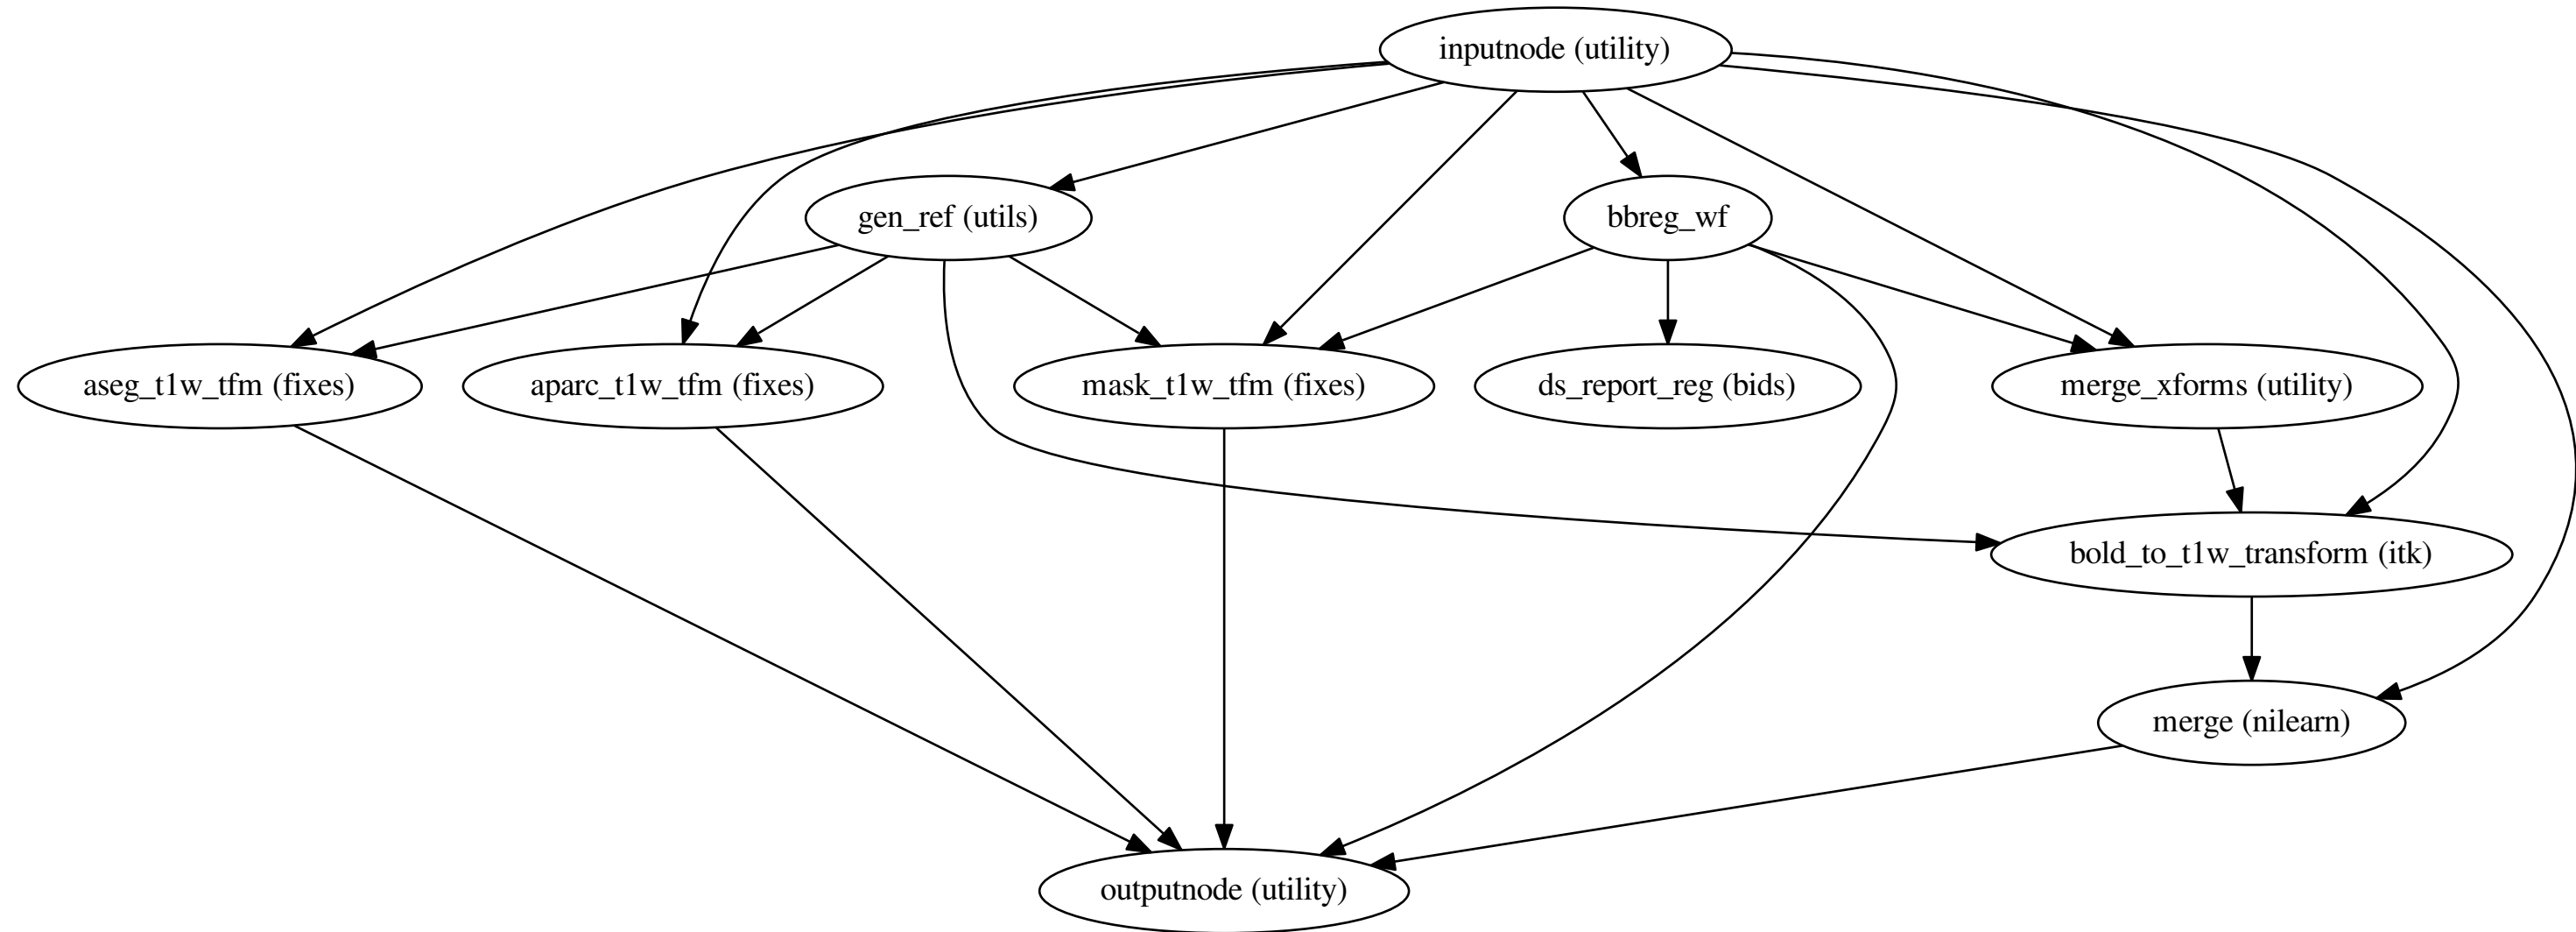 inputnode (utility)
gen_ref (utils)
bbreg_wf
aseg_t1w_tfm (fixes)
aparc_t1w_tfm (fixes)
mask_t1w_tfm (fixes)
ds_report_reg (bids)
merge_xforms (utility)
bold_to_t1w_transform (itk)
merge (nilearn)
outputnode (utility)